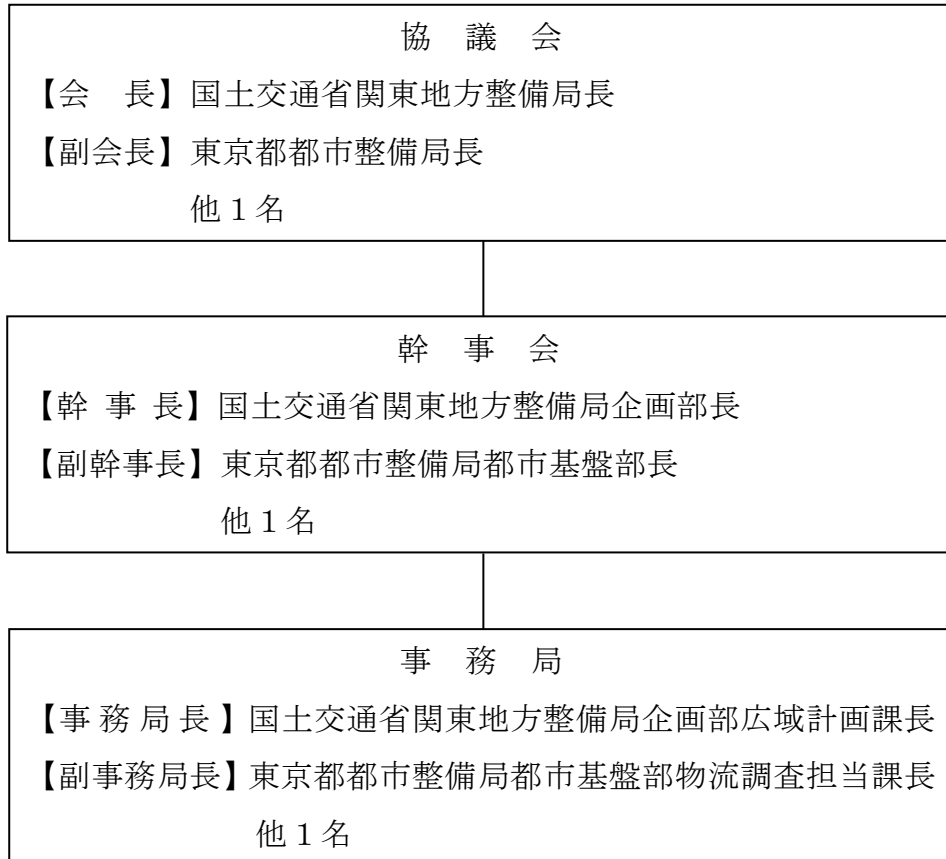 協　議　会
【会　長】国土交通省関東地方整備局長
【副会長】東京都都市整備局長
他１名
幹　事　会
【幹 事 長】国土交通省関東地方整備局企画部長
【副幹事長】東京都都市整備局都市基盤部長
他１名
事　務　局
【事 務 局 長 】国土交通省関東地方整備局企画部広域計画課長
【副事務局長】東京都都市整備局都市基盤部物流調査担当課長
他１名